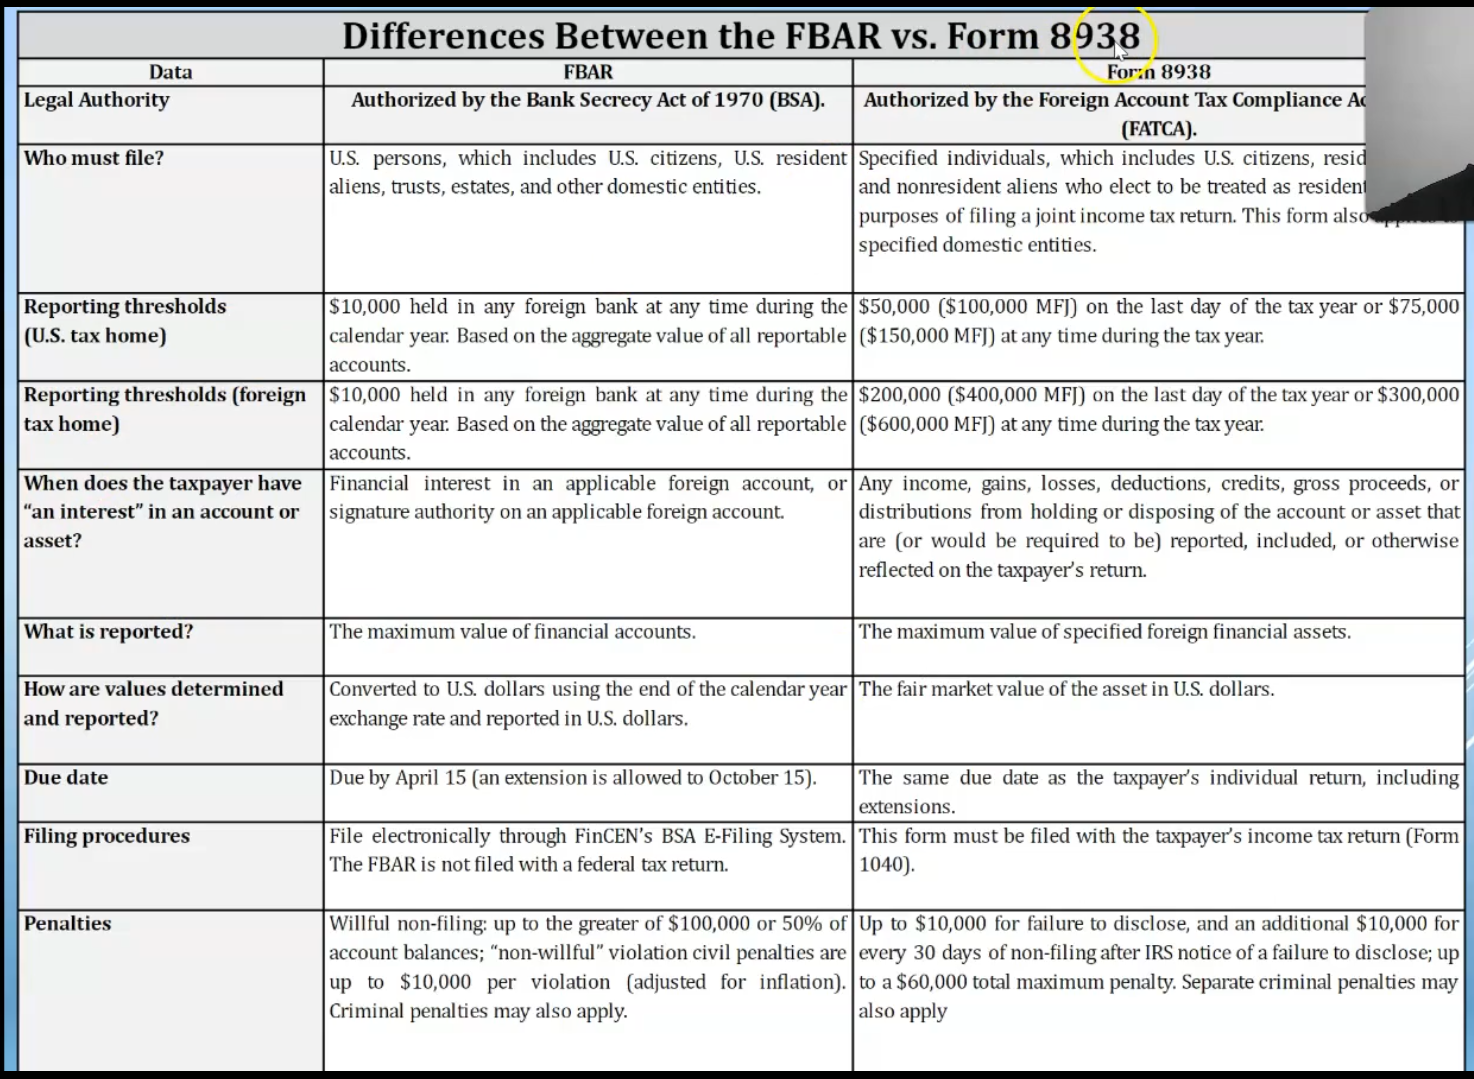 Differences Between the FBAR vs. Form 8938
Data
FBAR
Form 8938
Legal Authority
Authorized by the Bank Secrecy Act of 1970 (BSA).
Authorized by the Foreign Account Tax Compliance
(FATCA).
Who must file?
U.S. persons, which includes U.S. citizens, U.S. resident
aliens, trusts, estates, and other domestic entities.
Specified individuals, which includes U.S. citizens,
and nonresident aliens who elect to be treated as
purposes of filing a joint income tax return. This form also
specified domestic entities.
Reporting thresholds
(U.S. tax home)
$10,000 held in any foreign bank at any time during the
calendar year. Based on the aggregate value of all reportable
accounts.
$50,000 ($100,000 MFJ) on the last day of the tax year or $75,000
($150,000 MFJ) at any time during the tax year.
Reporting thresholds (foreign
tax home)
$10,000 held in any foreign bank at any time during the
calendar year. Based on the aggregate value of all reportable
accounts.
$200,000 ($400,000 MFJ) on the last day of the tax year or $300,000
($600,000 MFJ) at any time during the tax year.
When does the taxpayer have
“an interest” in an account or
asset?
Financial interest in an applicable foreign account, or
signature authority on an applicable foreign account.
Any income, gains, losses, deductions, credits, gross proceeds, or
distributions from holding or disposing of the account or asset that
are (or would be required to be) reported, included, or otherwise
reflected on the taxpayer's return.
What is reported?
The maximum value of financial accounts.
The maximum value of specified foreign financial assets.
How are values determined
and reported?
Converted to U.S. dollars using the end of the calendar year
exchange rate and reported in U.S. dollars.
The fair market value of the asset in U.S. dollars.
Due date
Due by April 15 (an extension is allowed to October 15).
The same due date as the taxpayer's individual return, including
extensions.
Filing procedures
File electronically through FinCEN's BSA E-Filing System.
The FBAR is not filed with a federal tax return.
This form must be filed with the taxpayer's income tax return (Form
1040).
Penalties
Willful non-filing: up to the greater of $100,000 or 50% of
account balances; “non-willful” violation civil penalties are
up to $10,000 per violation (adjusted for inflation).
Criminal penalties may also apply.
Up to $10,000 for failure to disclose, and an additional $10,000 for
every 30 days of non-filing after IRS notice of a failure to disclose; up
to a $60,000 total maximum penalty. Separate criminal penalties may
also apply